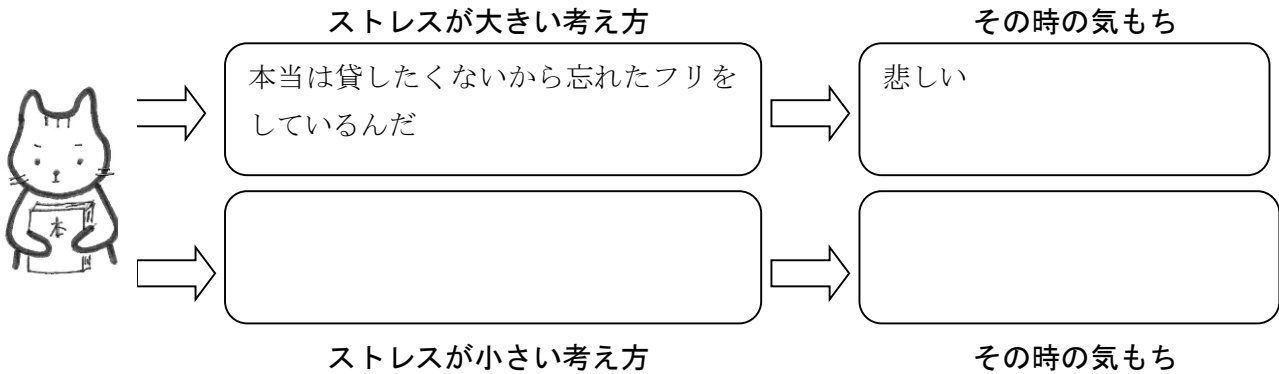 ストレスが大きい考え方
その時の気もち
本当は貸したくないから忘れたフリを
しているんだ
悲しい
本
ストレスが小さい考え方
その時の気もち